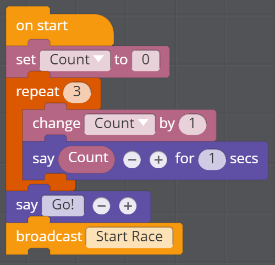 on start
set Count to 0
repeat 3
change Count by 1
say Count for 1 secs
say Go!
broadcast Start Race